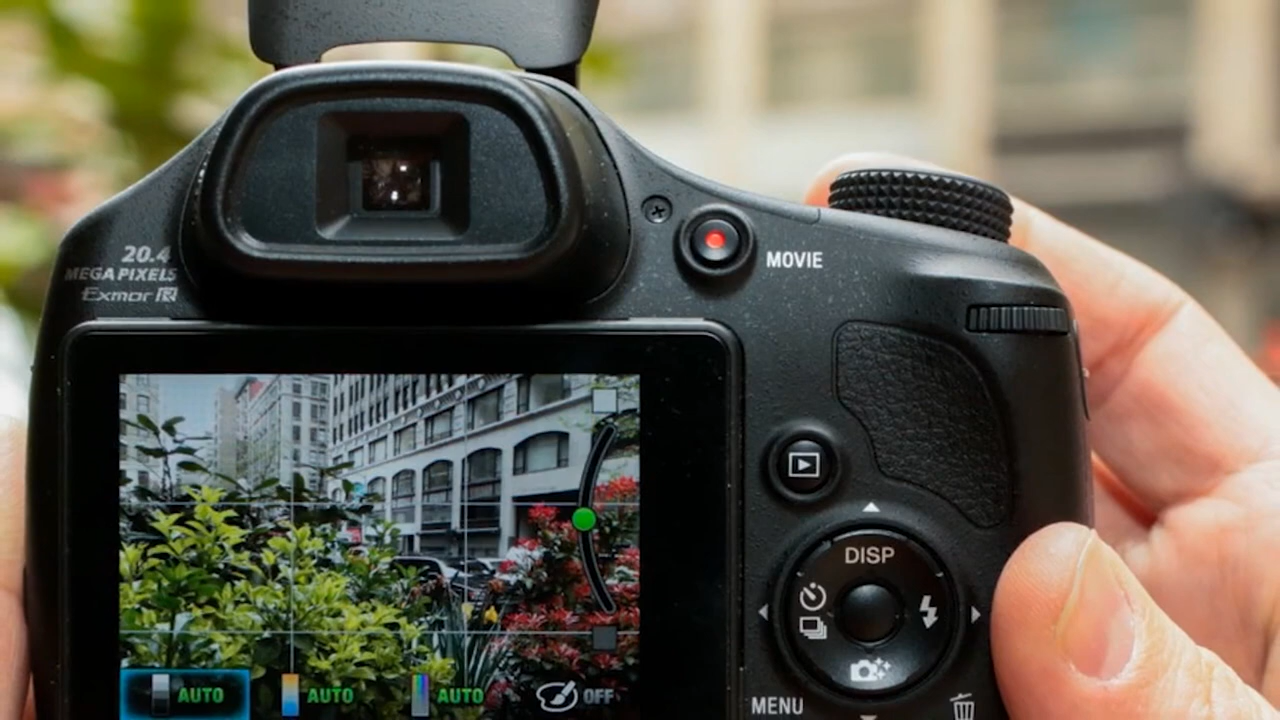 20.4
MEGA PIXELS
Exmor R
MOVIE
DISP
AUTO AUTO AUTO OFF
MENU